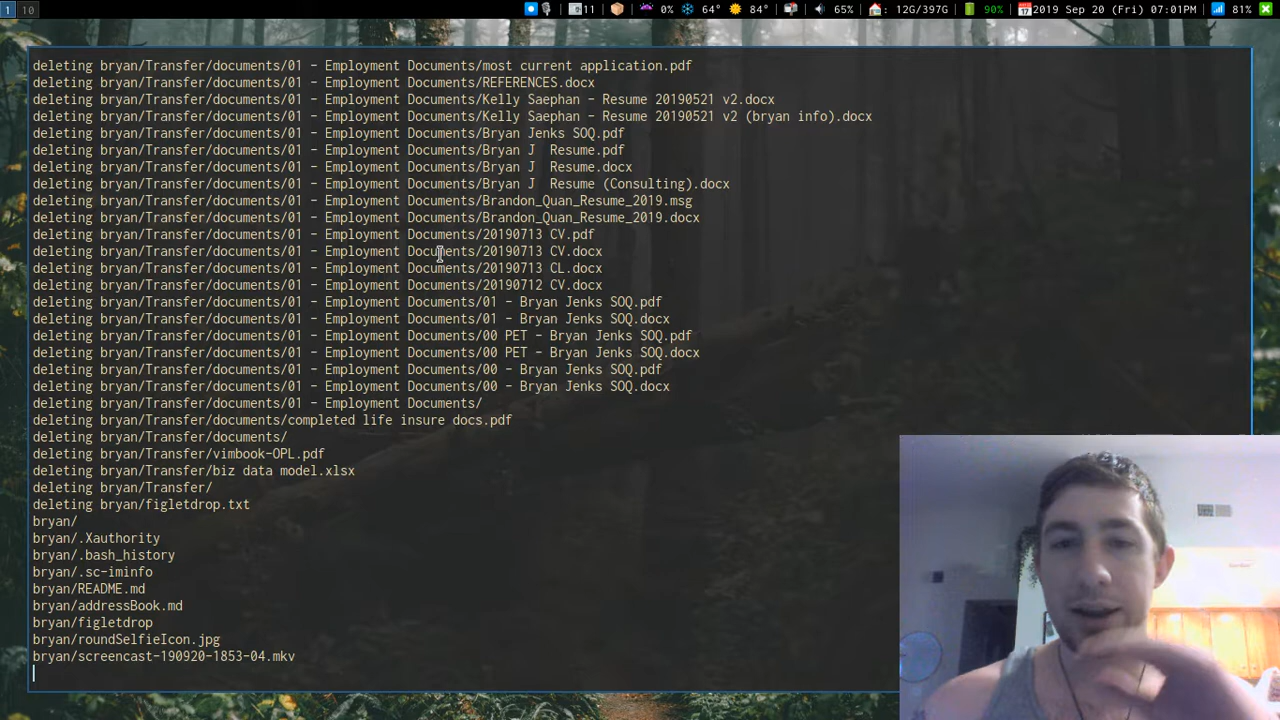 1 10 11 0% 64° 84° 65% : 12G/397G 90% 2019 Sep 20 (Fri) 07:01PM 81%
deleting bryan/Transfer/documents/01 - Employment Documents/most current application.pdf
deleting bryan/Transfer/documents/01 - Employment Documents/REFERENCES.docx
deleting bryan/Transfer/documents/01 - Employment Documents/Kelly Saephan - Resume 20190521 v2.docx
deleting bryan/Transfer/documents/01 - Employment Documents/Kelly Saephan - Resume 20190521 v2 (bryan info).docx
deleting bryan/Transfer/documents/01 - Employment Documents/Bryan Jenks SOQ.pdf
deleting bryan/Transfer/documents/01 - Employment Documents/Bryan J  Resume.pdf
deleting bryan/Transfer/documents/01 - Employment Documents/Bryan J  Resume.docx
deleting bryan/Transfer/documents/01 - Employment Documents/Bryan J  Resume (Consulting).docx
deleting bryan/Transfer/documents/01 - Employment Documents/Brandon_Quan_Resume_2019.msg
deleting bryan/Transfer/documents/01 - Employment Documents/Brandon_Quan_Resume_2019.docx
deleting bryan/Transfer/documents/01 - Employment Documents/20190713 CV.pdf
deleting bryan/Transfer/documents/01 - Employment Documents/20190713 CV.docx
deleting bryan/Transfer/documents/01 - Employment Documents/20190713 CL.docx
deleting bryan/Transfer/documents/01 - Employment Documents/20190712 CV.docx
deleting bryan/Transfer/documents/01 - Employment Documents/01 - Bryan Jenks SOQ.pdf
deleting bryan/Transfer/documents/01 - Employment Documents/01 - Bryan Jenks SOQ.docx
deleting bryan/Transfer/documents/01 - Employment Documents/00 PET - Bryan Jenks SOQ.pdf
deleting bryan/Transfer/documents/01 - Employment Documents/00 PET - Bryan Jenks SOQ.docx
deleting bryan/Transfer/documents/01 - Employment Documents/00 - Bryan Jenks SOQ.pdf
deleting bryan/Transfer/documents/01 - Employment Documents/00 - Bryan Jenks SOQ.docx
deleting bryan/Transfer/documents/01 - Employment Documents/
deleting bryan/Transfer/documents/completed life insure docs.pdf
deleting bryan/Transfer/documents/
deleting bryan/Transfer/vimbook-OPL.pdf
deleting bryan/Transfer/biz data model.xlsx
deleting bryan/Transfer/
deleting bryan/figletdrop.txt
bryan/
bryan/.Xauthority
bryan/.bash_history
bryan/.sc-iminfo
bryan/README.md
bryan/addressBook.md
bryan/figletdrop
bryan/roundSelfieIcon.jpg
bryan/screencast-190920-1853-04.mkv